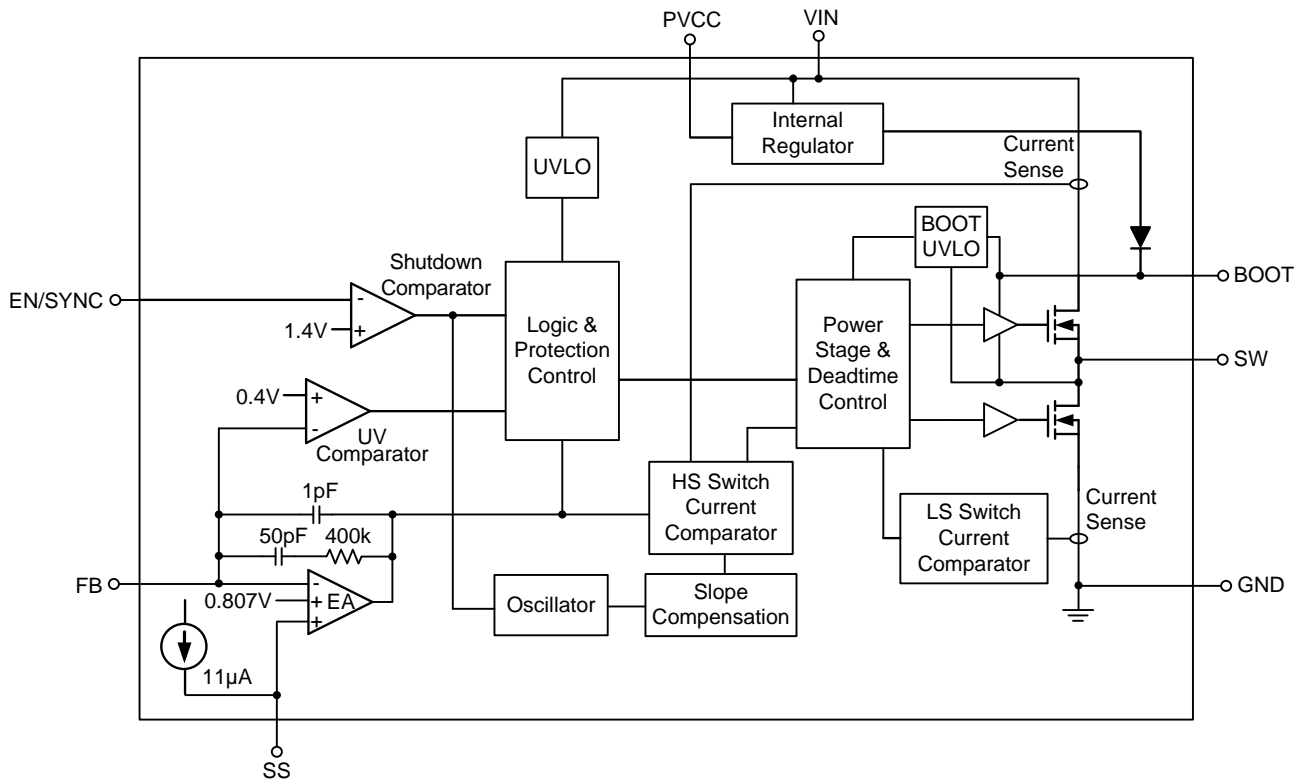 PVCC
VIN
Internal
Regulator
Current
Sense
UVLO
BOOT
UVLO
Shutdown
Comparator
EN/SYNC
-
1.4V
+
BOOT
Logic &
Protection
Control
Power
Stage &
Deadtime
Control
SW
0.4V
+
-
UV
Comparator
1pF
50pF
400k
HS Switch
Current
Comparator
LS Switch
Current
Comparator
Current
Sense
FB
-
0.807V
+
EA
+
Oscillator
Slope
Compensation
GND
11µA
SS